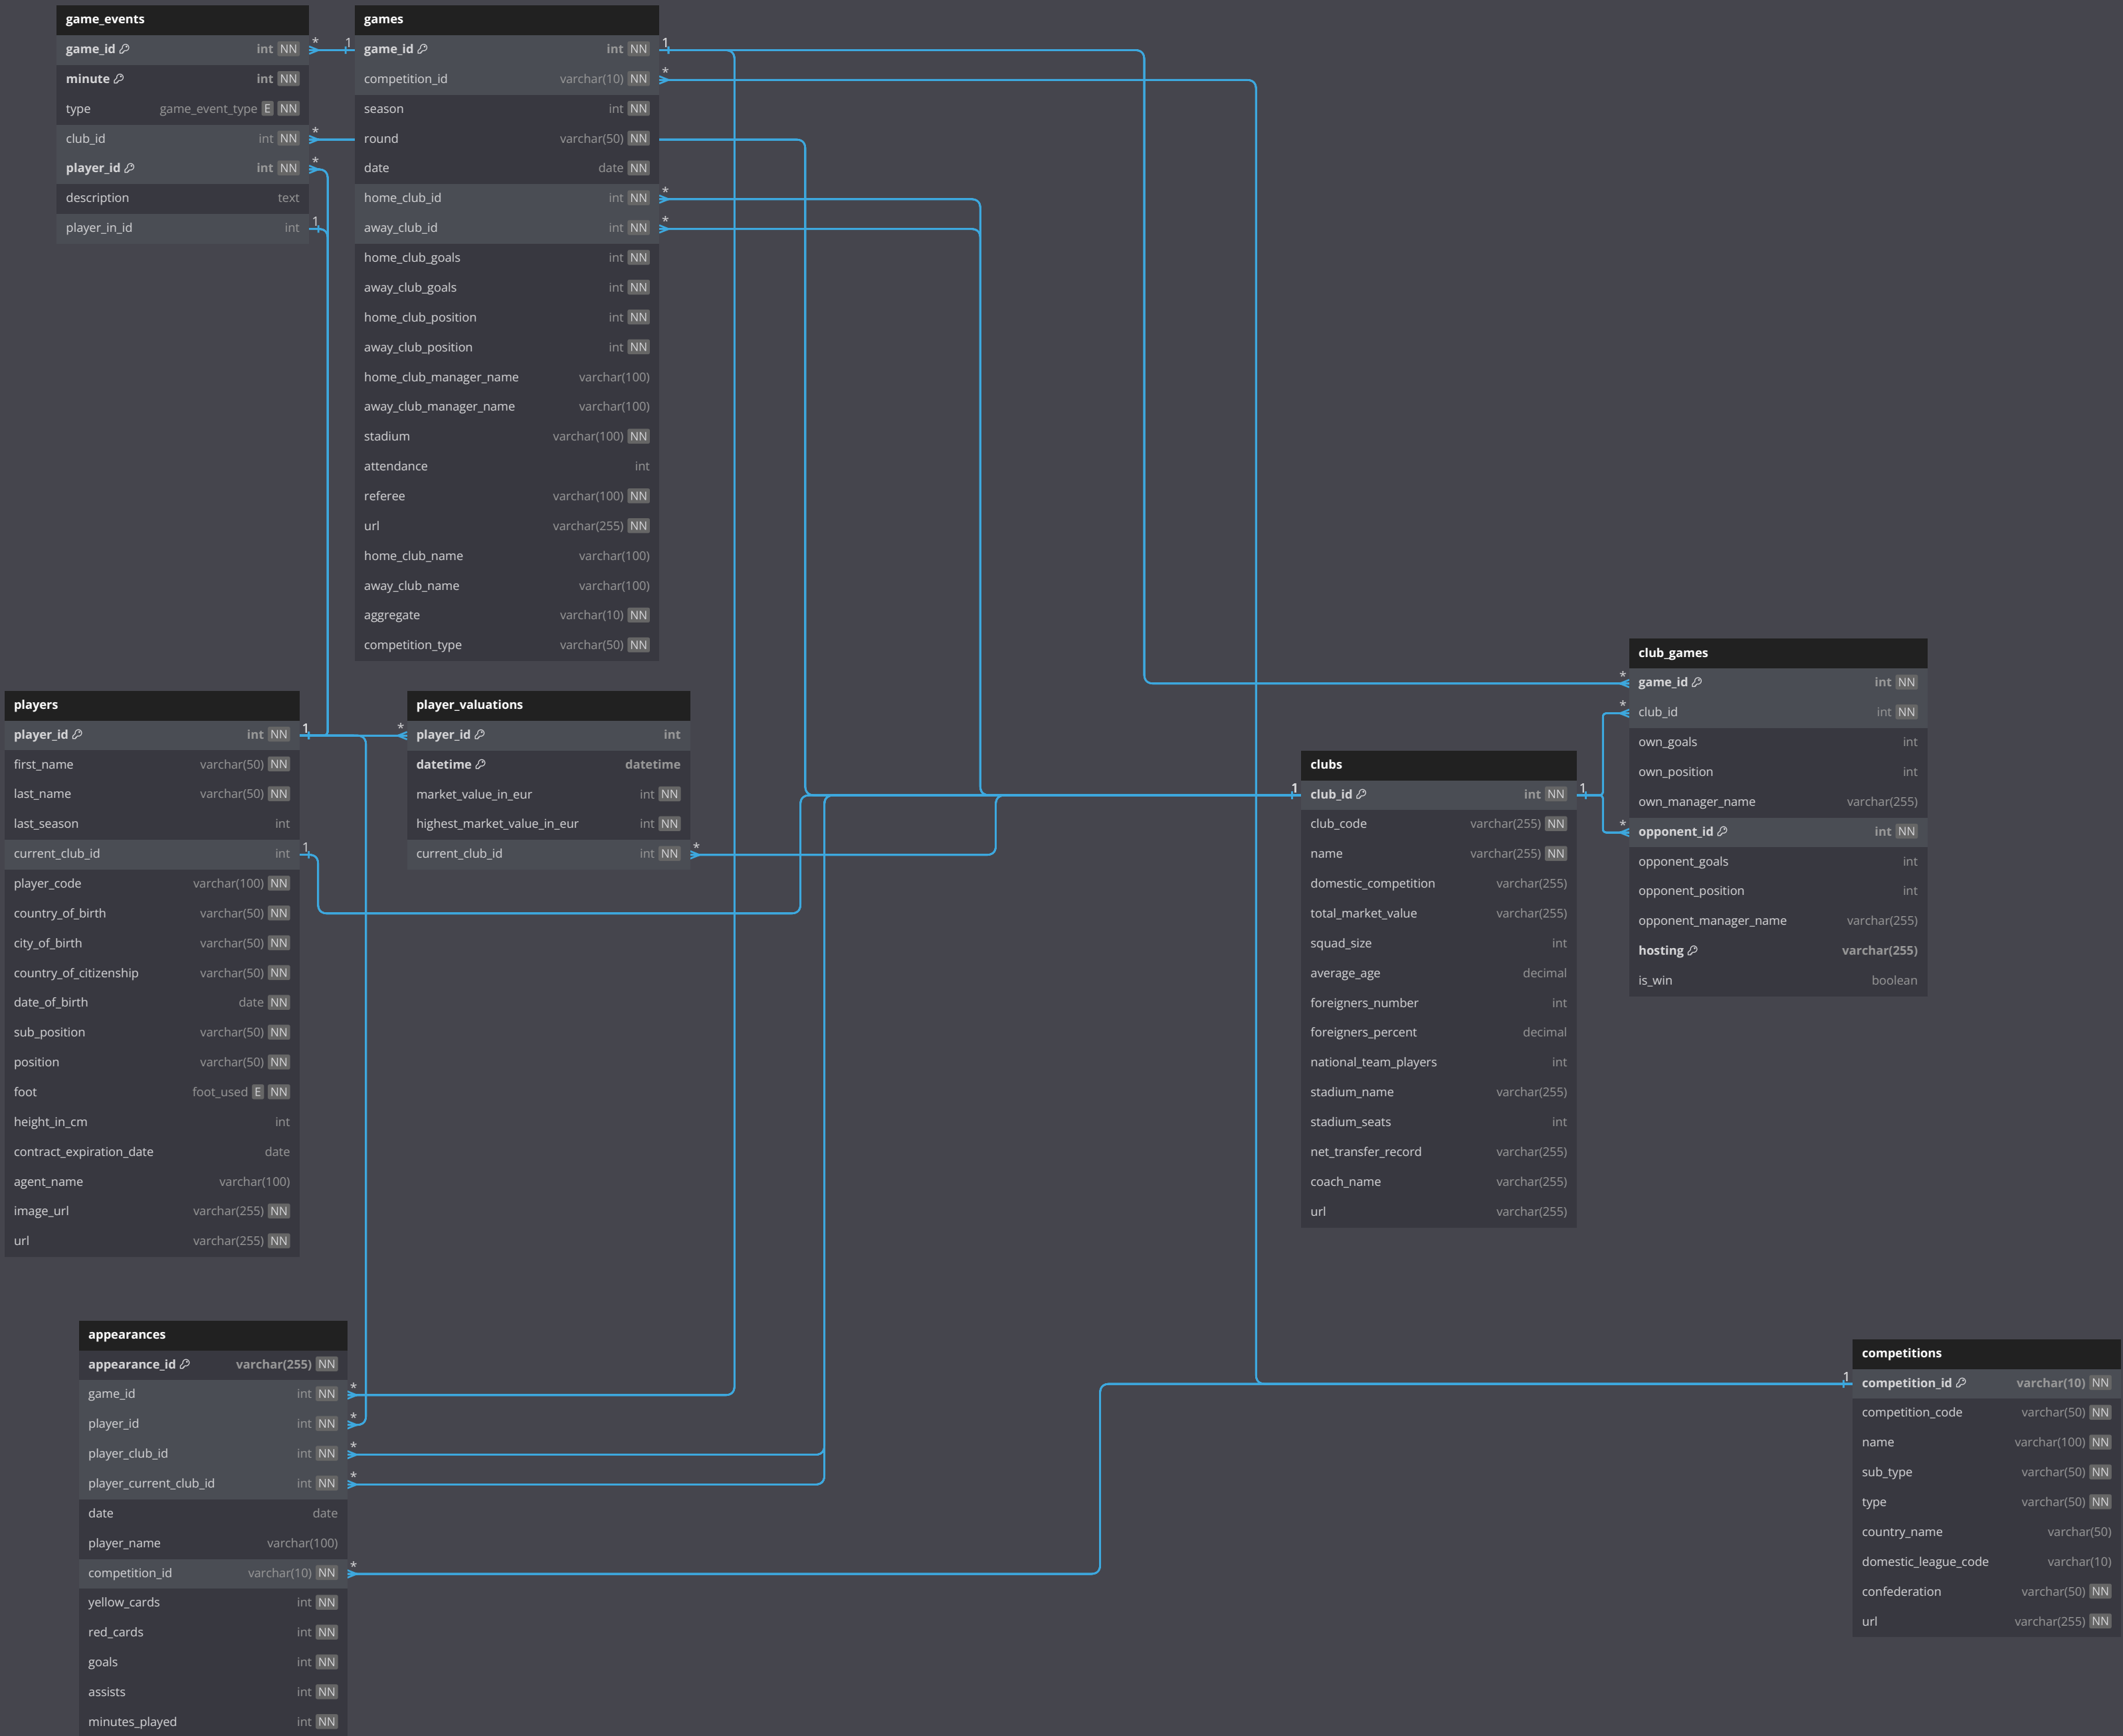 game_events
game_id int NN
minute int NN
type game_event_type E NN
club_id int NN
player_id int NN
description text
player_in_id int
* 1
*
*
1
games
game_id int NN
competition_id varchar(10) NN
season int NN
round varchar(50) NN
date date NN
home_club_id int NN
away_club_id int NN
home_club_goals int NN
away_club_goals int NN
home_club_position int NN
away_club_position int NN
home_club_manager_name varchar(100)
away_club_manager_name varchar(100)
stadium varchar(100) NN
attendance int
referee varchar(100) NN
url varchar(255) NN
home_club_name varchar(100)
away_club_name varchar(100)
aggregate varchar(10) NN
competition_type varchar(50) NN
1
*
*
*
players
player_id int NN
first_name varchar(50) NN
last_name varchar(50) NN
last_season int
current_club_id int
player_code varchar(100) NN
country_of_birth varchar(50) NN
city_of_birth varchar(50) NN
country_of_citizenship varchar(50) NN
date_of_birth date NN
sub_position varchar(50) NN
position varchar(50) NN
foot foot_used E NN
height_in_cm int
contract_expiration_date date
agent_name varchar(100)
image_url varchar(255) NN
url varchar(255) NN
1 *
1
player_valuations
player_id int
datetime datetime
market_value_in_eur int NN
highest_market_value_in_eur int NN
current_club_id int NN
*
clubs
club_id int NN
club_code varchar(255) NN
name varchar(255) NN
domestic_competition varchar(255)
total_market_value varchar(255)
squad_size int
average_age decimal
foreigners_number int
foreigners_percent decimal
national_team_players int
stadium_name varchar(255)
stadium_seats int
net_transfer_record varchar(255)
coach_name varchar(255)
url varchar(255)
1 1
club_games
game_id int NN
club_id int NN
own_goals int
own_position int
own_manager_name varchar(255)
opponent_id int NN
opponent_goals int
opponent_position int
opponent_manager_name varchar(255)
hosting varchar(255)
is_win boolean
*
*
*
appearances
appearance_id varchar(255) NN
game_id int NN
player_id int NN
player_club_id int NN
player_current_club_id int NN
date date
player_name varchar(100)
competition_id varchar(10) NN
yellow_cards int NN
red_cards int NN
goals int NN
assists int NN
minutes_played int NN
*
*
*
*
*
competitions
competition_id varchar(10) NN
competition_code varchar(50) NN
name varchar(100) NN
sub_type varchar(50) NN
type varchar(50) NN
country_name varchar(50)
domestic_league_code varchar(10)
confederation varchar(50) NN
url varchar(255) NN
1